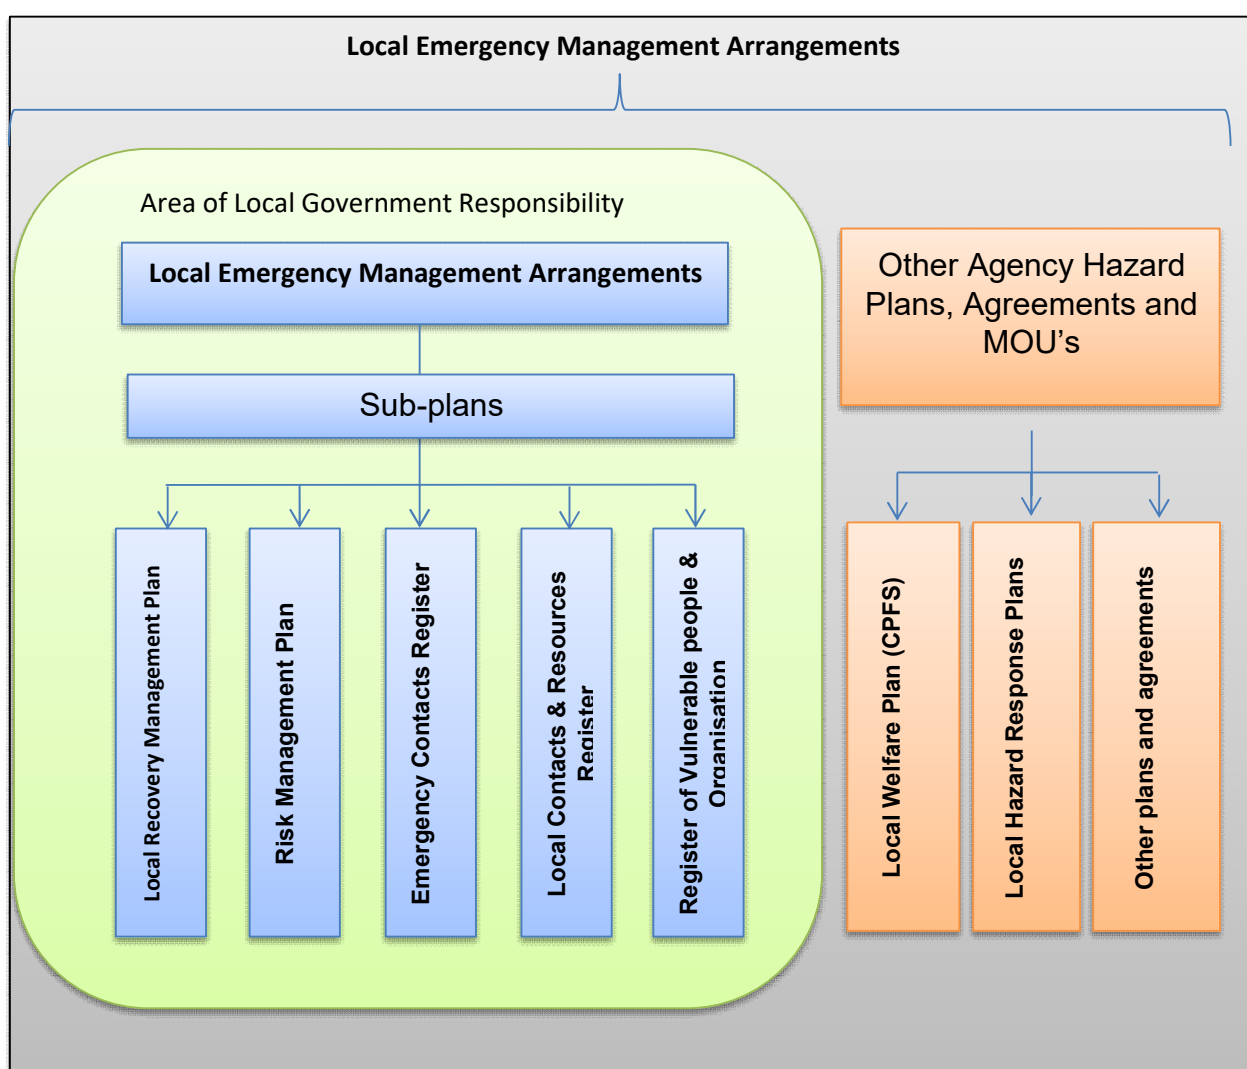 Local Emergency Management Arrangements
Area of Local Government Responsibility
Local Emergency Management Arrangements
Sub-plans
Local Recovery Management Plan
Risk Management Plan
Emergency Contacts Register
Local Contacts & Resources
Register
Register of Vulnerable people &
Organisation
Other Agency Hazard
Plans, Agreements and
MOU’s
Local Welfare Plan (CPFS)
Local Hazard Response Plans
Other plans and agreements